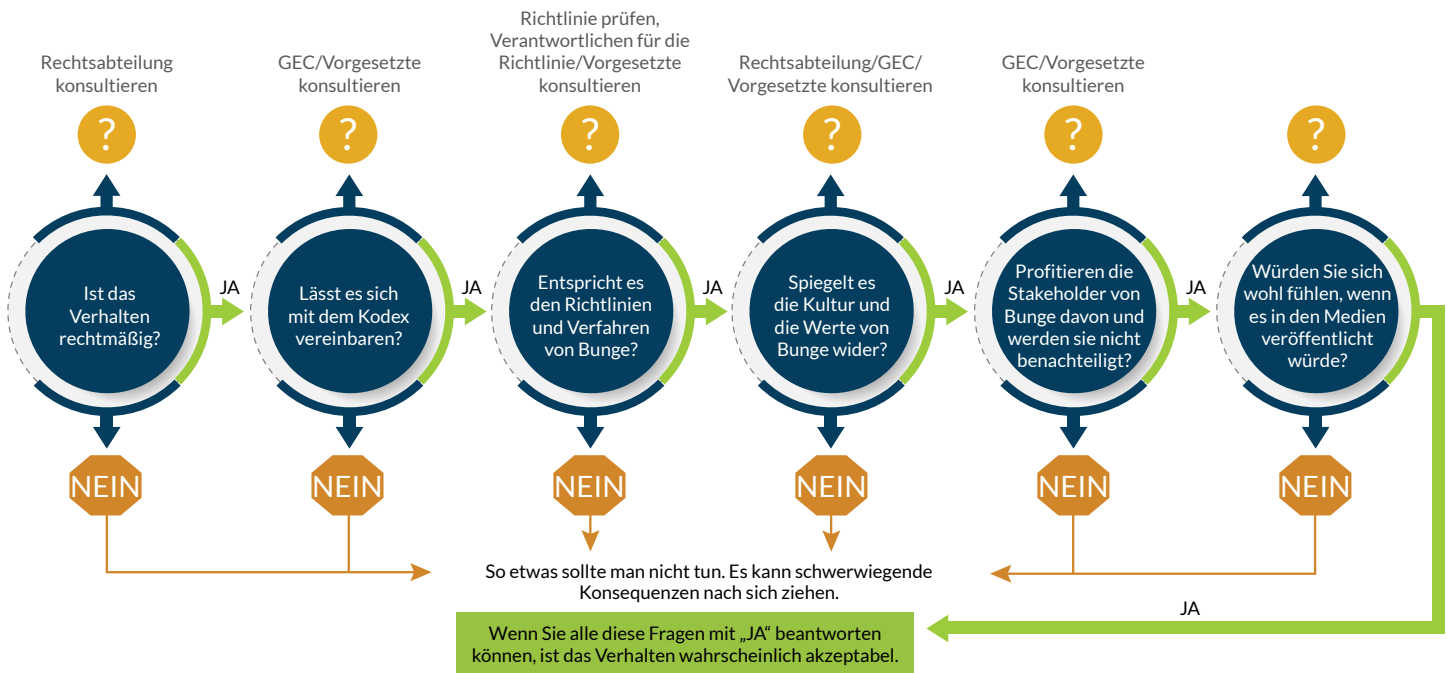 Rechtsabteilung
konsultieren
GEC/Vorgesetzte
konsultieren
Richtlinie prüfen,
Verantwortlichen für die
Richtlinie/Vorgesetzte
konsultieren
Rechtsabteilung/GEC/
Vorgesetzte konsultieren
GEC/Vorgesetzte
konsultieren
?
?
?
?
?
?
Ist das
Verhalten
rechtmäßig?
JA
Lässt es sich
mit dem Kodex
vereinbaren?
JA
Entspricht es
den Richtlinien
und Verfahren
von Bunge?
JA
Spiegelt es
die Kultur und
die Werte von
Bunge wider?
JA
Profitieren die
Stakeholder von
Bunge davon und
werden sie nicht
benachteiligt?
JA
Würden Sie sich
wohl fühlen, wenn
es in den Medien
veröffentlicht
würde?
NEIN
NEIN
NEIN
NEIN
NEIN
NEIN
So etwas sollte man nicht tun. Es kann schwerwiegende
Konsequenzen nach sich ziehen.
JA
Wenn Sie alle diese Fragen mit „JA“ beantworten
können, ist das Verhalten wahrscheinlich akzeptabel.